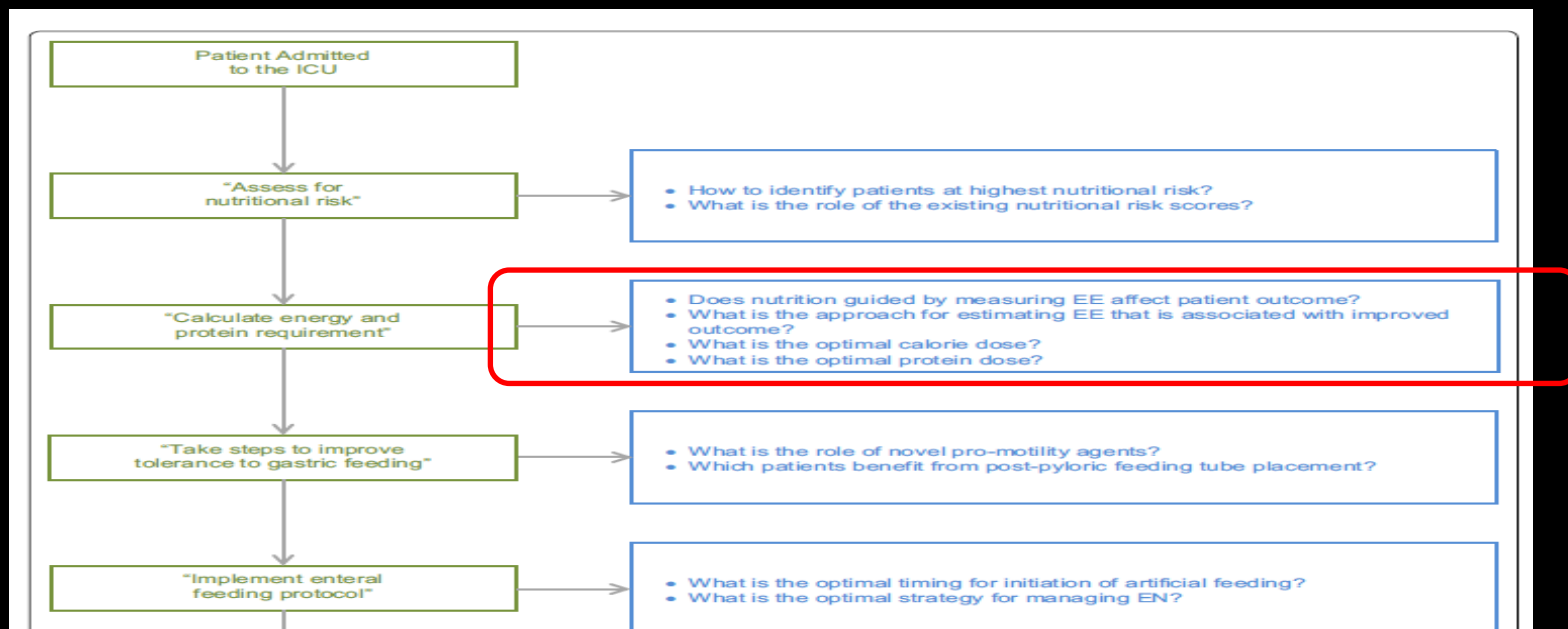 Patient Admitted
to the ICU
"Assess for
nutritional risk"
• How to identify patients at highest nutritional risk?
• What is the role of the existing nutritional risk scores?
"Calculate energy and
protein requirement"
• Does nutrition guided by measuring EE affect patient outcome?
• What is the approach for estimating EE that is associated with improved
outcome?
• What is the optimal calorie dose?
• What is the optimal protein dose?
"Take steps to improve
tolerance to gastric feeding"
• What is the role of novel pro-motility agents?
• Which patients benefit from post-pyloric feeding tube placement?
"Implement enteral
feeding protocol"
• What is the optimal timing for initiation of artificial feeding?
• What is the optimal strategy for managing EN?